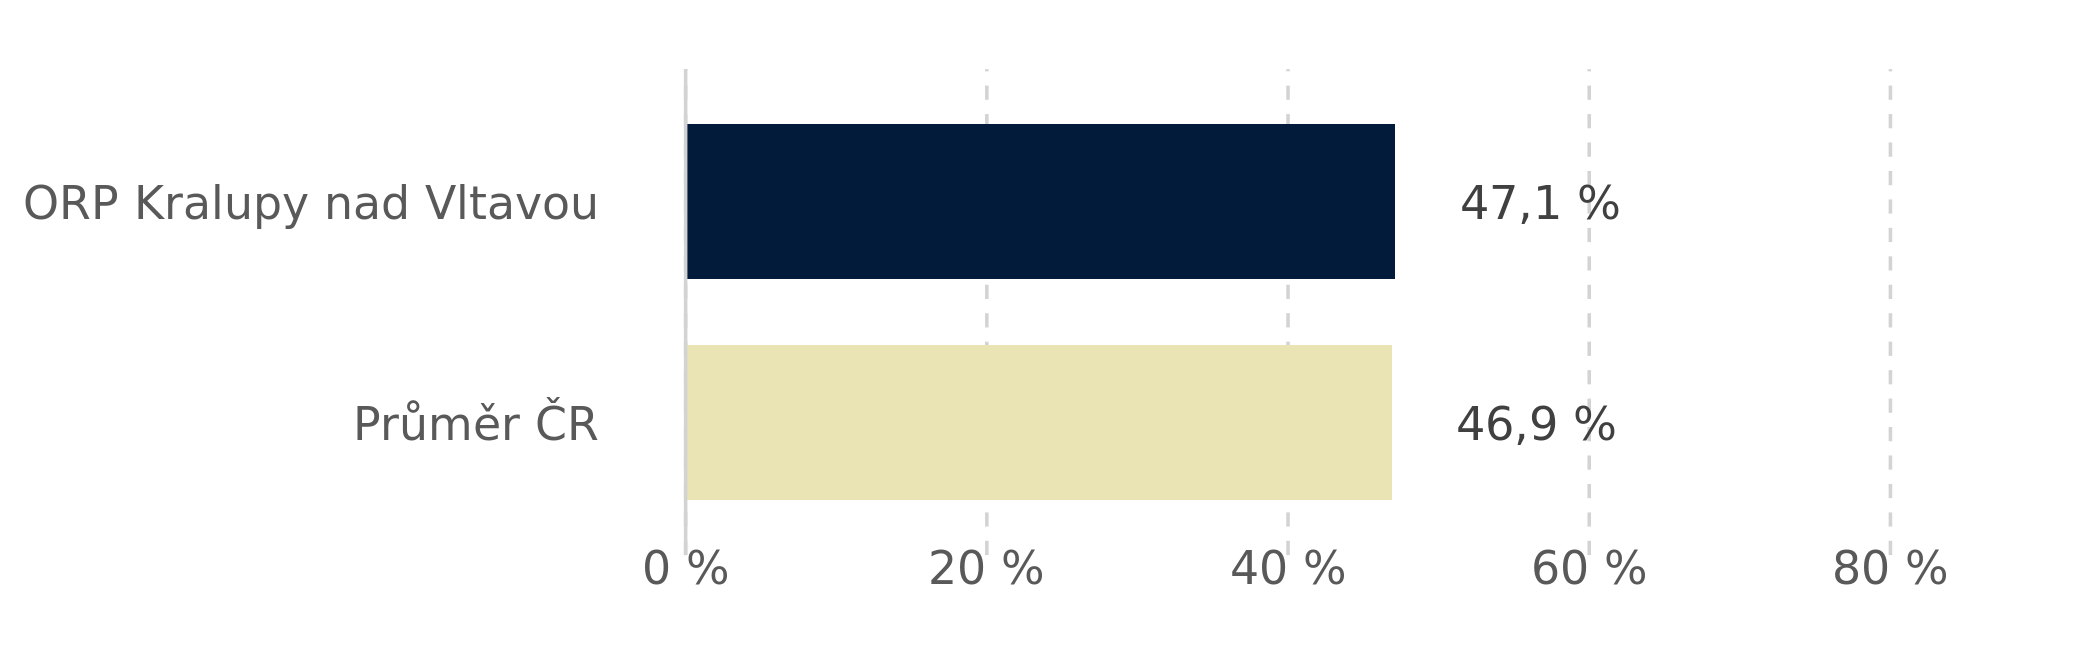 ORP Kralupy nad Vltavou 47,1 %
Průměr ČR 46,9 %
0 % 20 % 40 % 60 % 80 %